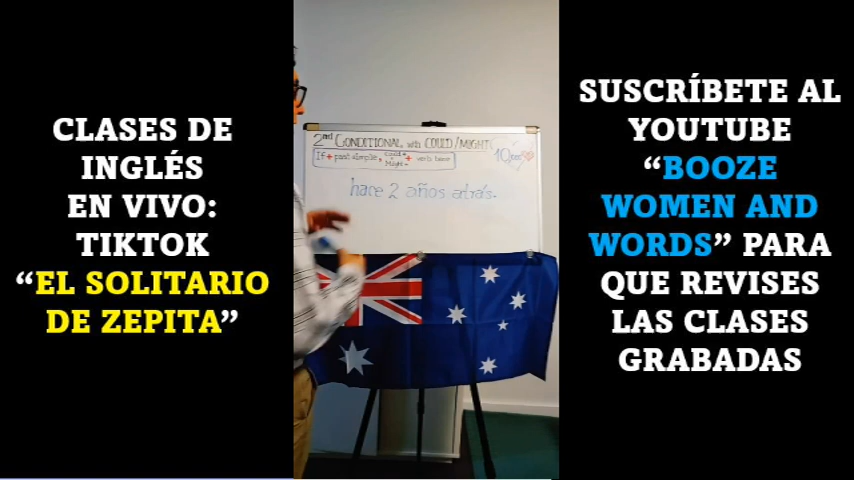 CLASES DE
INGLÉS
EN VIVO:
TIKTOK
“EL SOLITARIO
DE ZEPITA”
2nd CONDITIONAL with COULD/MIGHT
If + past simple, could / might + verb base
hace 2 años atrás.
SUSCRÍBETE AL
YOUTUBE
“BOOZE
WOMEN AND
WORDS” PARA
QUE REVISES
LAS CLASES
GRABADAS